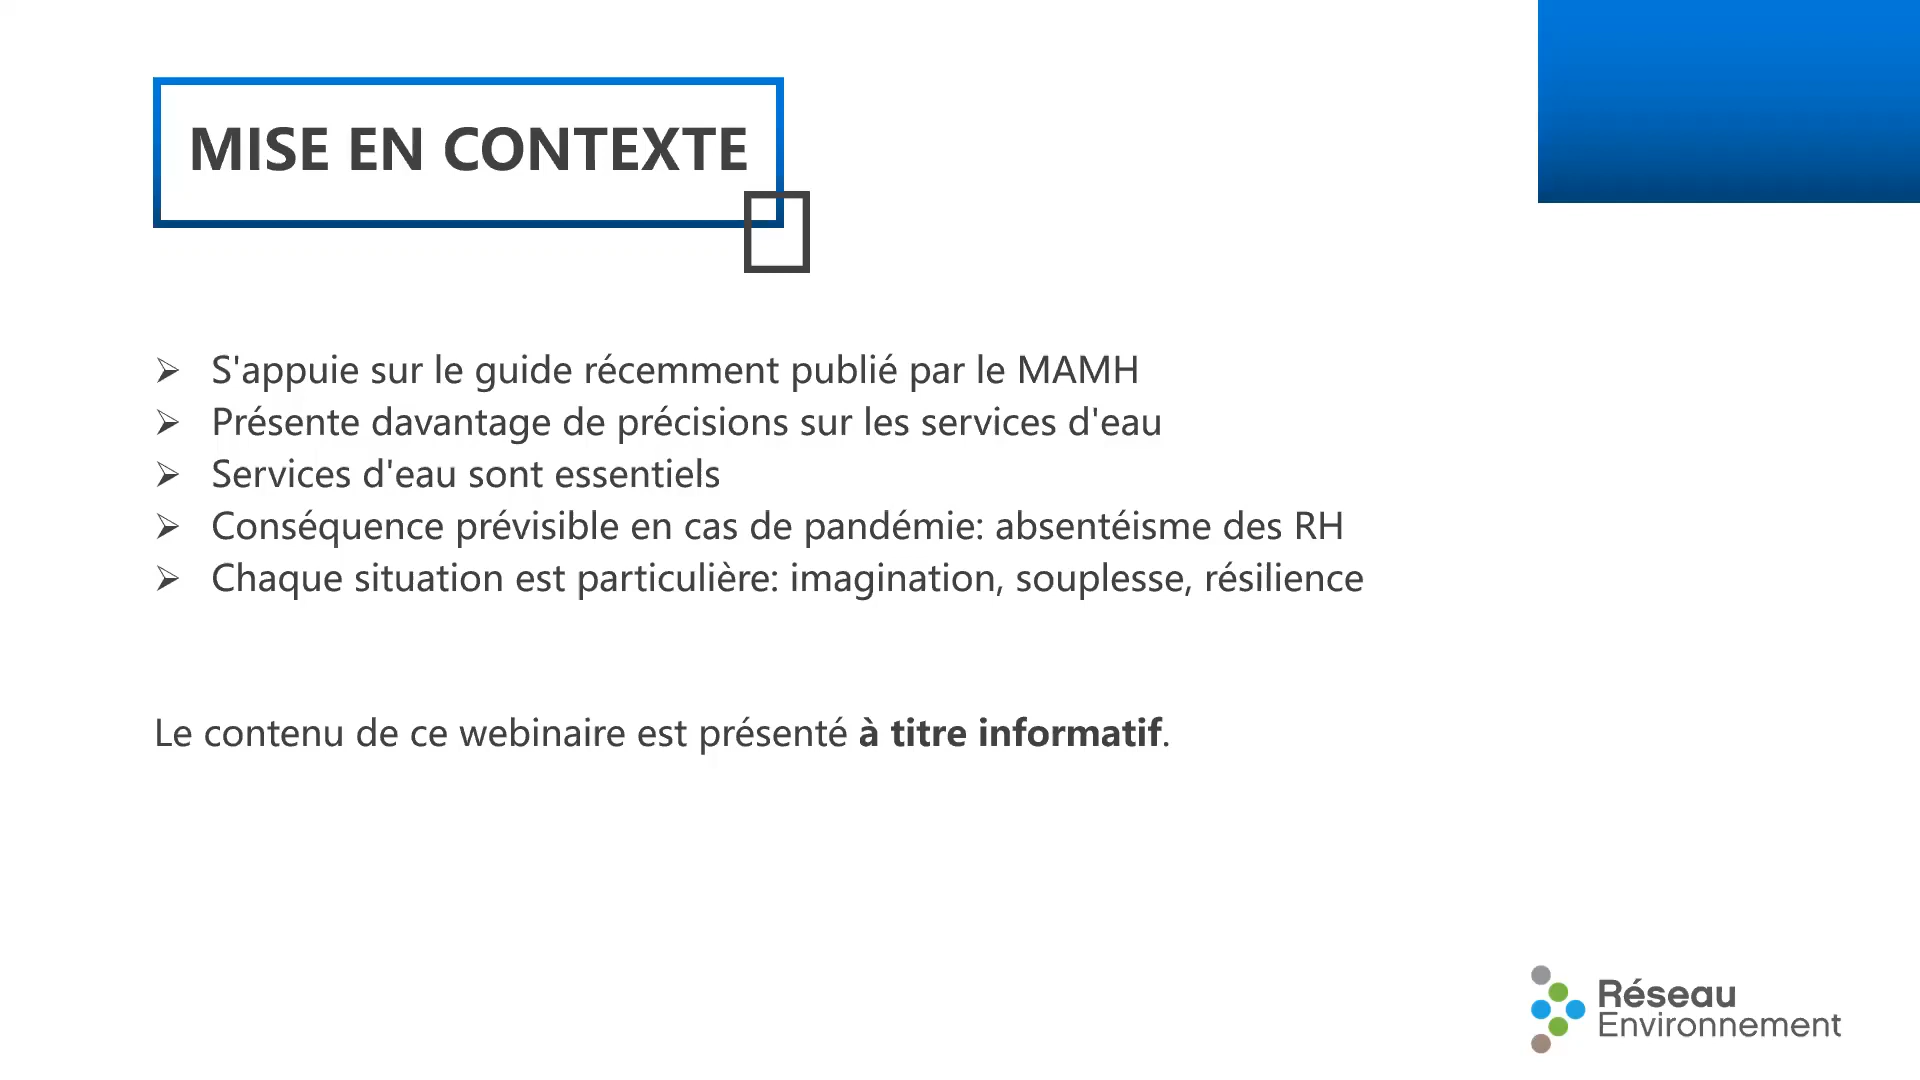 MISE EN CONTEXTE
➢ S'appuie sur le guide récemment publié par le MAMH
➢ Présente davantage de précisions sur les services d'eau
➢ Services d'eau sont essentiels
➢ Conséquence prévisible en cas de pandémie: absentéisme des RH
➢ Chaque situation est particulière: imagination, souplesse, résilience
Le contenu de ce webinaire est présenté à titre informatif.
Réseau
Environnement